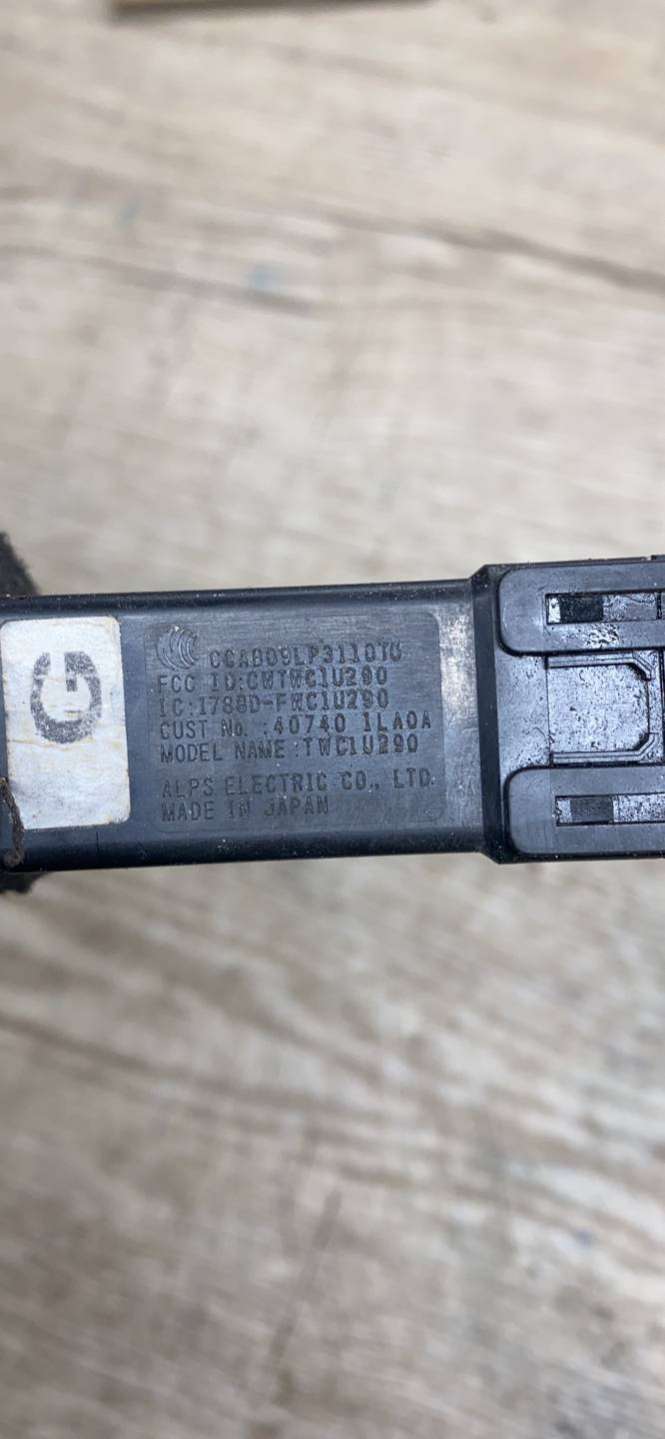 G
CCAB09LP3110T0
FCC ID:CWTWC1U290
IC:1788D-FWC1U290
CUST No. :40740 1LA0A
MODEL NAME:TWC1U290
ALPS ELECTRIC CO., LTD.
MADE IN JAPAN